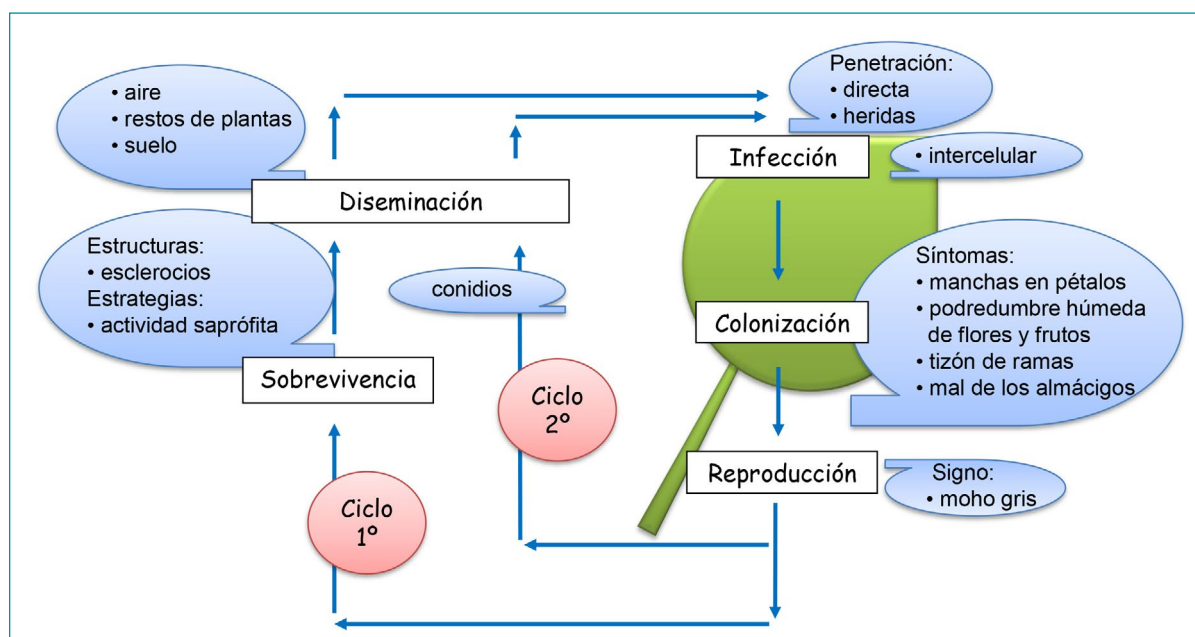 • aire
• restos de plantas
• suelo
Diseminación
Estructuras:
• esclerocios
Estrategias:
• actividad saprófita
Sobrevivencia
Ciclo
1º
conidios
Ciclo
2º
Penetración:
• directa
• heridas
Infección
• intercelular
Colonización
Síntomas:
• manchas en pétalos
• podredumbre húmeda
de flores y frutos
• tizón de ramas
• mal de los almácigos
Reproducción
Signo:
• moho gris